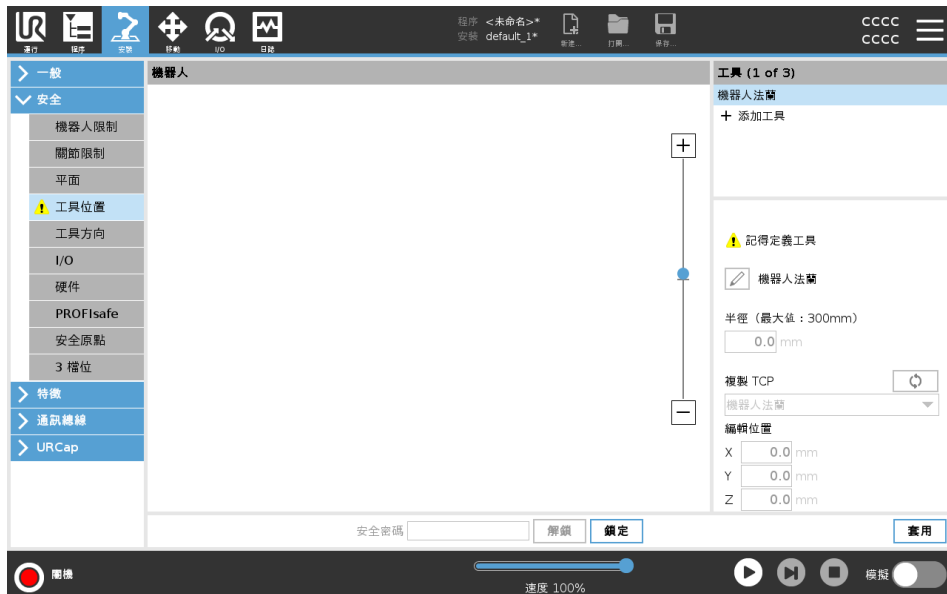 UR
運行
程序
安裝
移動
I/O
日誌
程序 <未命名>*
安裝 default_1*
新建...
打開...
保存...
cccc
cccc
一般
安全
機器人限制
關節限制
平面
工具位置
工具方向
I/O
硬件
PROFIsafe
安全原點
3 檔位
特徵
通訊總線
URCap
機器人
工具 (1 of 3)
機器人法蘭
添加工具
記得定義工具
機器人法蘭
半徑（最大值：300mm）
0.0 mm
複製 TCP
機器人法蘭
編輯位置
X 0.0 mm
Y 0.0 mm
Z 0.0 mm
安全密碼
解鎖
鎖定
套用
關機
速度 100%
模擬